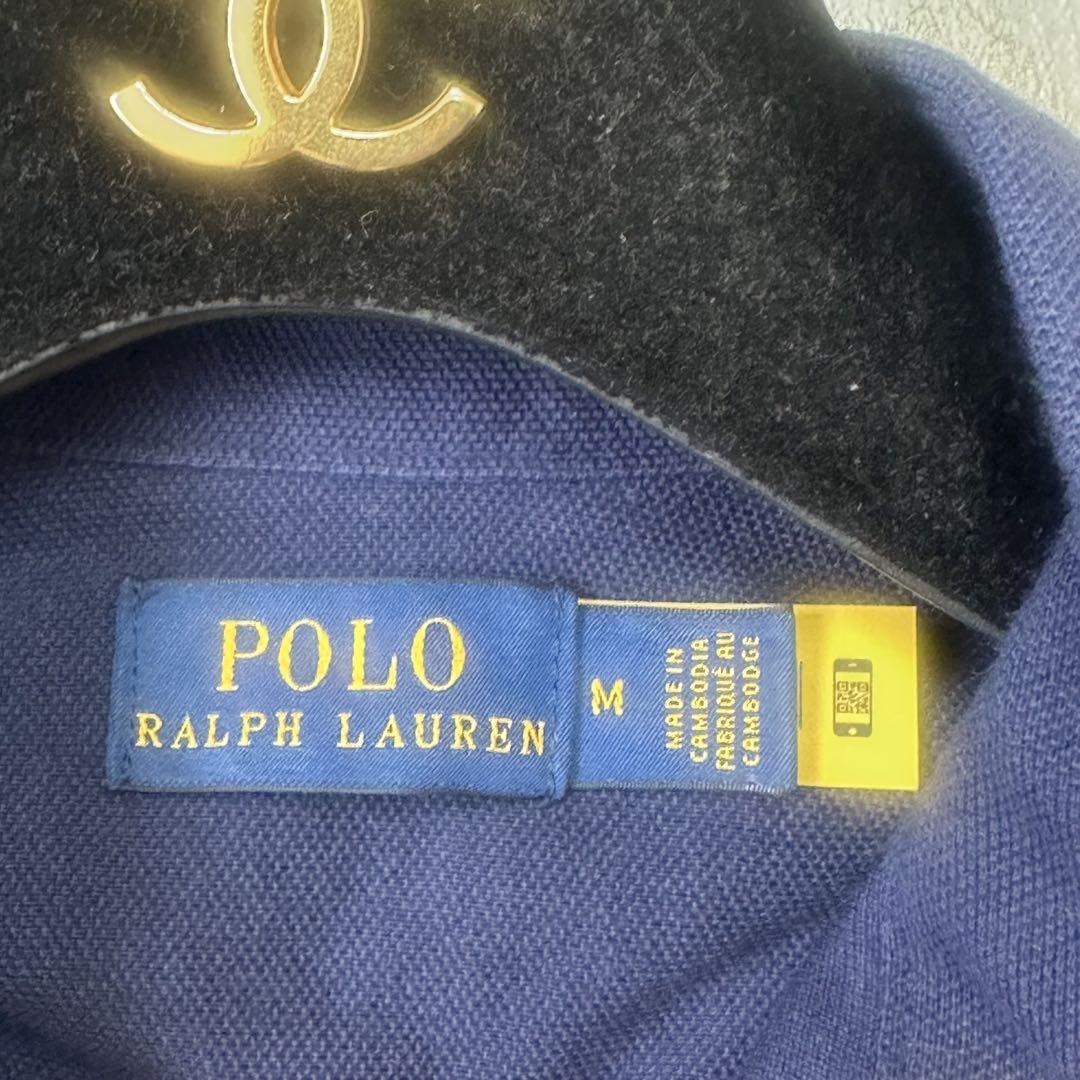 POLO
RALPH LAUREN
M
MADE IN
CAMBODIA
FABRIQUÉ AU
CAMBODGE